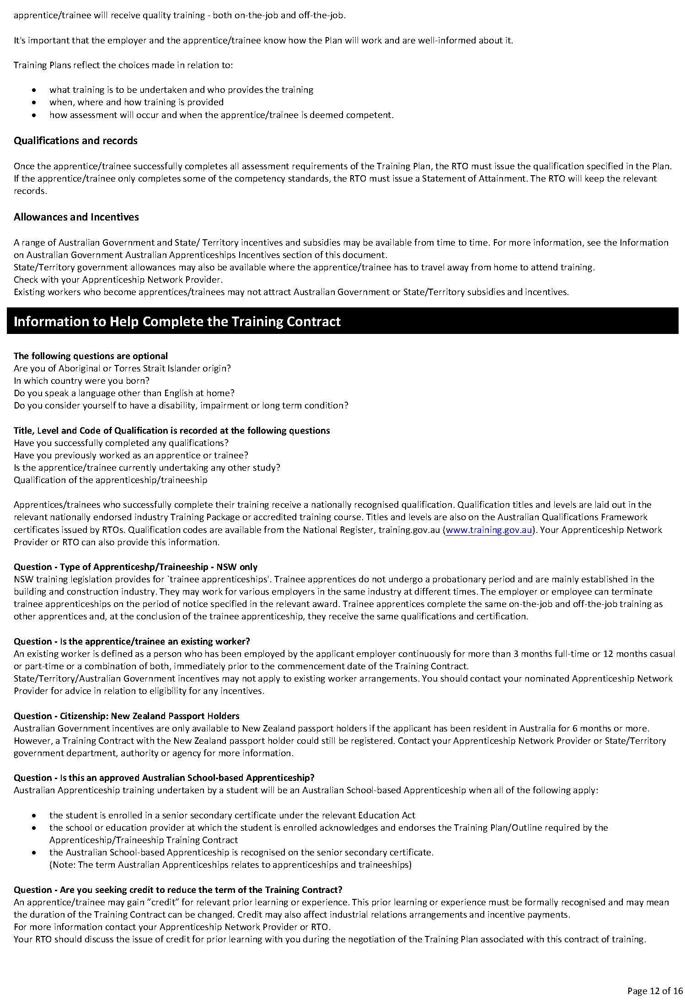 apprentice/trainee will receive quality training - both on-the-job and off-the-job.
It's important that the employer and the apprentice/trainee know how the Plan will work and are well-informed about it.
Training Plans reflect the choices made in relation to:
• what training is to be undertaken and who provides the training
• when, where and how training is provided
• how assessment will occur and when the apprentice/trainee is deemed competent.
Qualifications and records
Once the apprentice/trainee successfully completes all assessment requirements of the Training Plan, the RTO must issue the qualification specified in the Plan.
If the apprentice/trainee only completes some of the competency standards, the RTO must issue a Statement of Attainment. The RTO will keep the relevant
records.
Allowances and Incentives
A range of Australian Government and State/ Territory incentives and subsidies may be available from time to time. For more information, see the Information
on Australian Government Australian Apprenticeships Incentives section of this document.
State/Territory government allowances may also be available where the apprentice/trainee has to travel away from home to attend training.
Check with your Apprenticeship Network Provider.
Existing workers who become apprentices/trainees may not attract Australian Government or State/Territory subsidies and incentives.
Information to Help Complete the Training Contract
The following questions are optional
Are you of Aboriginal or Torres Strait Islander origin?
In which country were you born?
Do you speak a language other than English at home?
Do you consider yourself to have a disability, impairment or long term condition?
Title, Level and Code of Qualification is recorded at the following questions
Have you successfully completed any qualifications?
Have you previously worked as an apprentice or trainee?
Is the apprentice/trainee currently undertaking any other study?
Qualification of the apprenticeship/traineeship
Apprentices/trainees who successfully complete their training receive a nationally recognised qualification. Qualification titles and levels are laid out in the
relevant nationally endorsed industry Training Package or accredited training course. Titles and levels are also on the Australian Qualifications Framework
certificates issued by RTOs. Qualification codes are available from the National Register, training.gov.au (www.training.gov.au). Your Apprenticeship Network
Provider or RTO can also provide this information.
Question - Type of Apprenticeshp/Traineeship - NSW only
NSW training legislation provides for `trainee apprenticeships'. Trainee apprentices do not undergo a probationary period and are mainly established in the
building and construction industry. They may work for various employers in the same industry at different times. The employer or employee can terminate
trainee apprenticeships on the period of notice specified in the relevant award. Trainee apprentices complete the same on-the-job and off-the-job training as
other apprentices and, at the conclusion of the trainee apprenticeship, they receive the same qualifications and certification.
Question - Is the apprentice/trainee an existing worker?
An existing worker is defined as a person who has been employed by the applicant employer continuously for more than 3 months full-time or 12 months casual
or part-time or a combination of both, immediately prior to the commencement date of the Training Contract.
State/Territory/Australian Government incentives may not apply to existing worker arrangements. You should contact your nominated Apprenticeship Network
Provider for advice in relation to eligibility for any incentives.
Question - Citizenship: New Zealand Passport Holders
Australian Government incentives are only available to New Zealand passport holders if the applicant has been resident in Australia for 6 months or more.
However, a Training Contract with the New Zealand passport holder could still be registered. Contact your Apprenticeship Network Provider or State/Territory
government department, authority or agency for more information.
Question - Is this an approved Australian School-based Apprenticeship?
Australian Apprenticeship training undertaken by a student will be an Australian School-based Apprenticeship when all of the following apply:
• the student is enrolled in a senior secondary certificate under the relevant Education Act
• the school or education provider at which the student is enrolled acknowledges and endorses the Training Plan/Outline required by the
Apprenticeship/Traineeship Training Contract
• the Australian School-based Apprenticeship is recognised on the senior secondary certificate.
(Note: The term Australian Apprenticeships relates to apprenticeships and traineeships)
Question - Are you seeking credit to reduce the term of the Training Contract?
An apprentice/trainee may gain “credit” for relevant prior learning or experience. This prior learning or experience must be formally recognised and may mean
the duration of the Training Contract can be changed. Credit may also affect industrial relations arrangements and incentive payments.
For more information contact your Apprenticeship Network Provider or RTO.
Your RTO should discuss the issue of credit for prior learning with you during the negotiation of the Training Plan associated with this contract of training.
Page 12 of 16